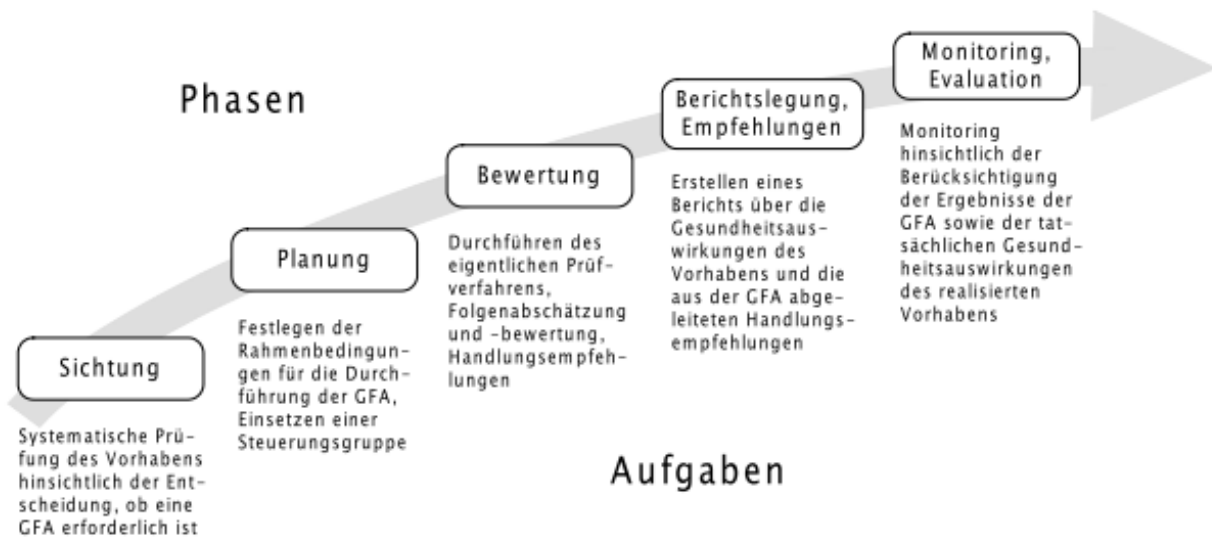 Phasen
Sichtung
Systematische Prü-
fung des Vorhabens
hinsichtlich der Ent-
scheidung, ob eine
GFA erforderlich ist
Planung
Festlegen der
Rahmenbedingun-
gen für die Durch-
führung der GFA,
Einsetzen einer
Steuerungsgruppe
Bewertung
Durchführen des
eigentlichen Prüf-
verfahrens,
Folgenabschätzung
und -bewertung,
Handlungsempfeh-
lungen
Berichtslegung,
Empfehlungen
Erstellen eines
Berichts über die
Gesundheitsaus-
wirkungen des
Vorhabens und die
aus der GFA abge-
leiteten Handlungs-
empfehlungen
Monitoring,
Evaluation
Monitoring
hinsichtlich der
Berücksichtigung
der Ergebnisse der
GFA sowie der tat-
sächlichen Gesund-
heitsauswirkungen
des realisierten
Vorhabens
Aufgaben